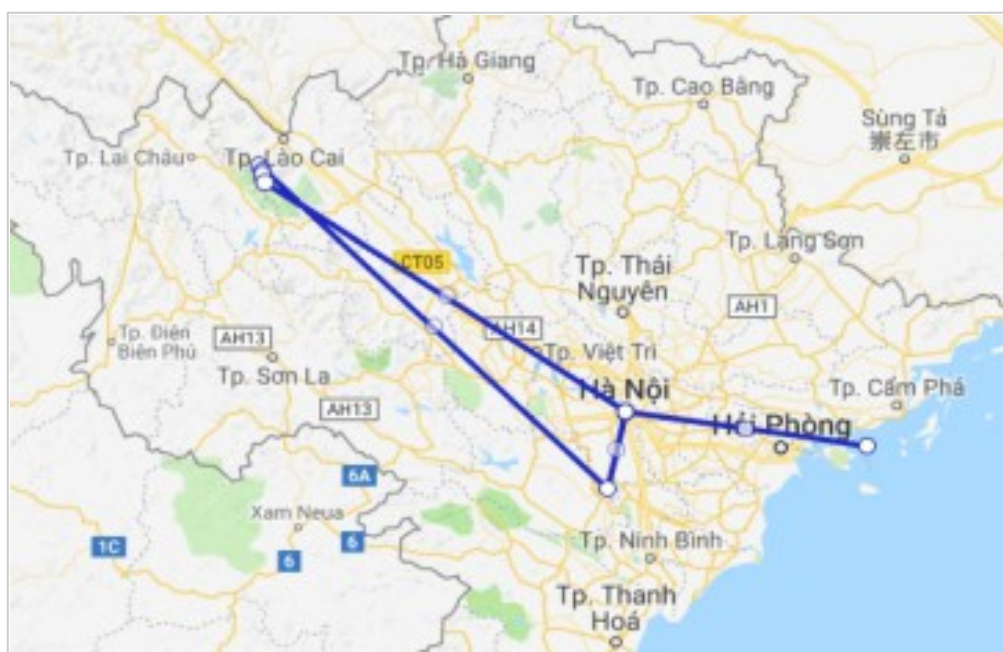 Tp. Hà Giang
Tp. Cao Bằng
Sùng Tả
崇左市
Tp. Lai Châu
Tp. Lào Cai
Tp. Lạng Sơn
CT05
Tp. Thái
Nguyên
AH1
Tp. Điện
Biên Phủ
AH13
AH14
Tp. Việt Trì
Tp. Sơn La
Hà Nội
Tp. Cẩm Phả
AH13
Hải Phòng
6A
Xam Neua
1C
6
6
Tp. Ninh Bình
Tp. Thanh
Hoá